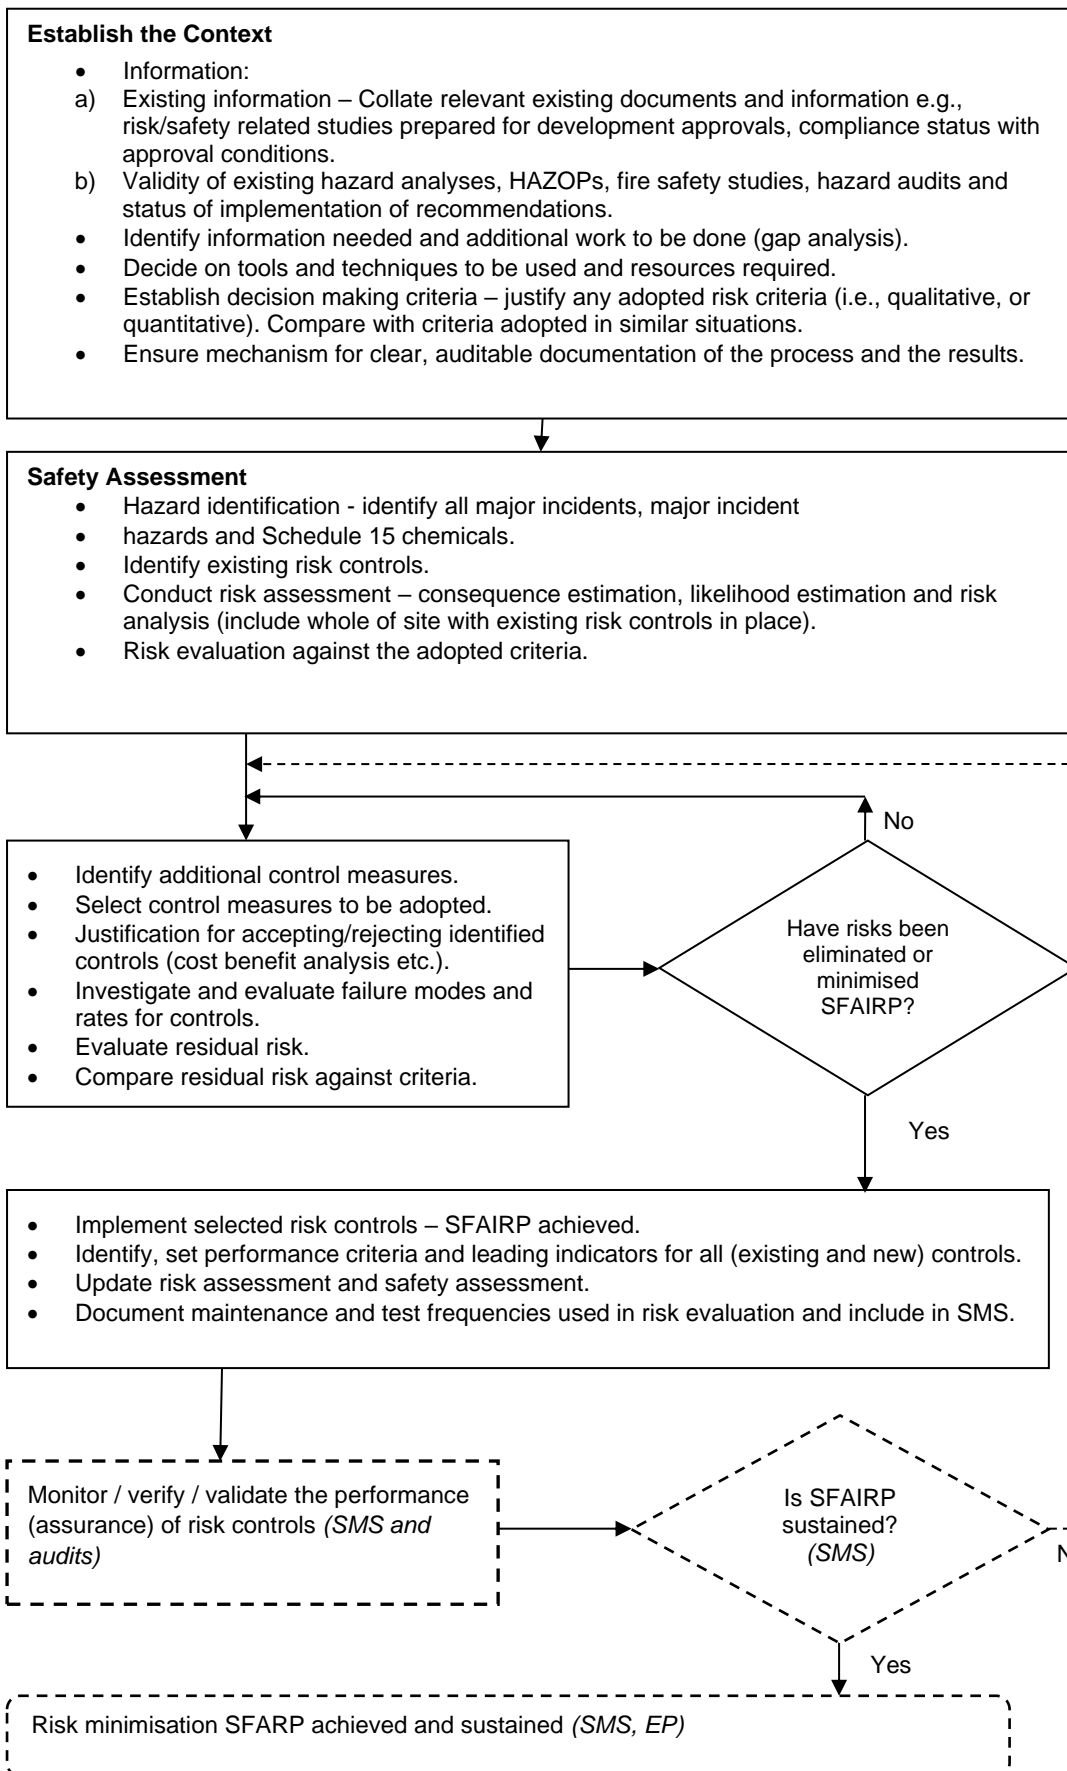 Establish the Context
• Information:
a) Existing information – Collate relevant existing documents and information e.g.,
risk/safety related studies prepared for development approvals, compliance status with
approval conditions.
b) Validity of existing hazard analyses, HAZOPs, fire safety studies, hazard audits and
status of implementation of recommendations.
• Identify information needed and additional work to be done (gap analysis).
• Decide on tools and techniques to be used and resources required.
• Establish decision making criteria – justify any adopted risk criteria (i.e., qualitative, or
quantitative). Compare with criteria adopted in similar situations.
• Ensure mechanism for clear, auditable documentation of the process and the results.
Safety Assessment
• Hazard identification - identify all major incidents, major incident
• hazards and Schedule 15 chemicals.
• Identify existing risk controls.
• Conduct risk assessment – consequence estimation, likelihood estimation and risk
analysis (include whole of site with existing risk controls in place).
• Risk evaluation against the adopted criteria.
No
• Identify additional control measures.
• Select control measures to be adopted.
• Justification for accepting/rejecting identified
controls (cost benefit analysis etc.).
• Investigate and evaluate failure modes and
rates for controls.
• Evaluate residual risk.
• Compare residual risk against criteria.
Have risks been
eliminated or
minimised
SFAIRP?
Yes
• Implement selected risk controls – SFAIRP achieved.
• Identify, set performance criteria and leading indicators for all (existing and new) controls.
• Update risk assessment and safety assessment.
• Document maintenance and test frequencies used in risk evaluation and include in SMS.
Monitor / verify / validate the performance
(assurance) of risk controls (SMS and
audits)
Is SFAIRP
sustained?
(SMS)
Yes
Risk minimisation SFARP achieved and sustained (SMS, EP)